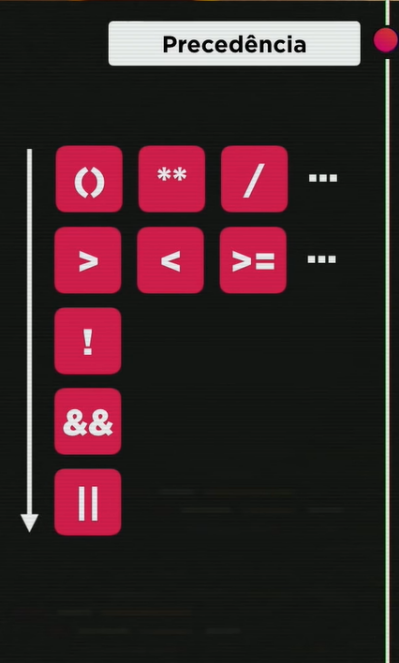 Precedência
() ** / ...
> < >= ...
!
&&
||